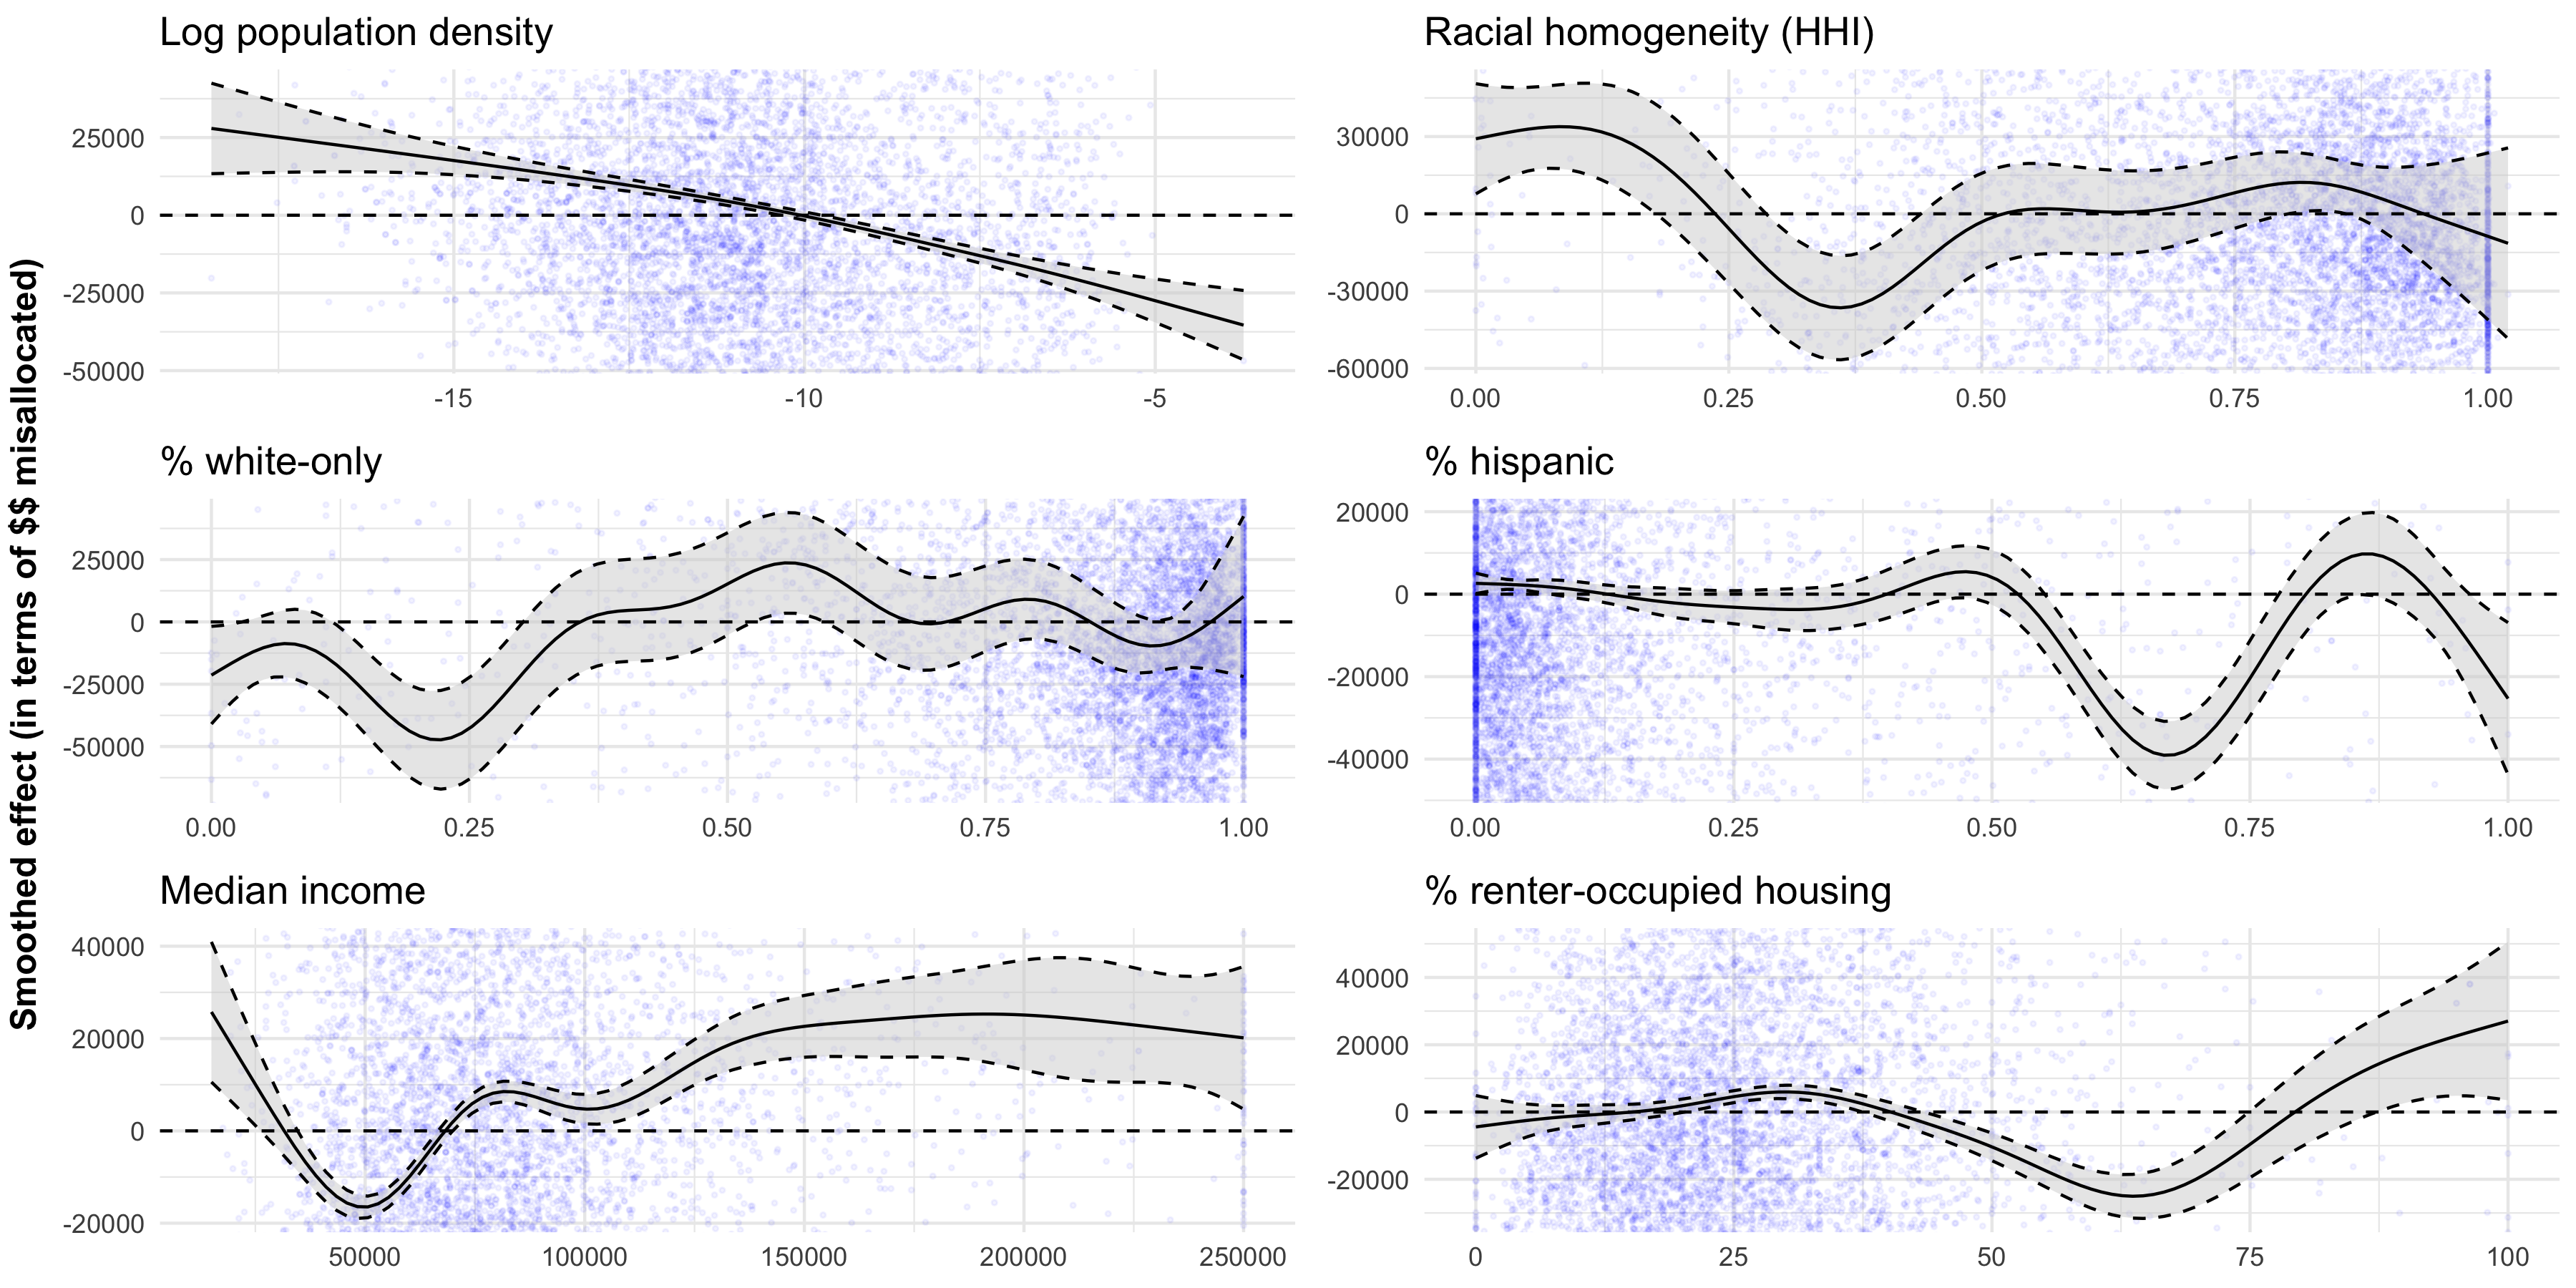 Smoothed effect (in terms of $$ misallocated)
Log population density
25000
0
-25000
-50000
-15 -10 -5
Racial homogeneity (HHI)
30000
0
-30000
-60000
0.00 0.25 0.50 0.75 1.00
% white-only
25000
0
-25000
-50000
0.00 0.25 0.50 0.75 1.00
% hispanic
20000
0
-20000
-40000
0.00 0.25 0.50 0.75 1.00
Median income
40000
20000
0
-20000
50000 100000 150000 200000 250000
% renter-occupied housing
40000
20000
0
-20000
0 25 50 75 100